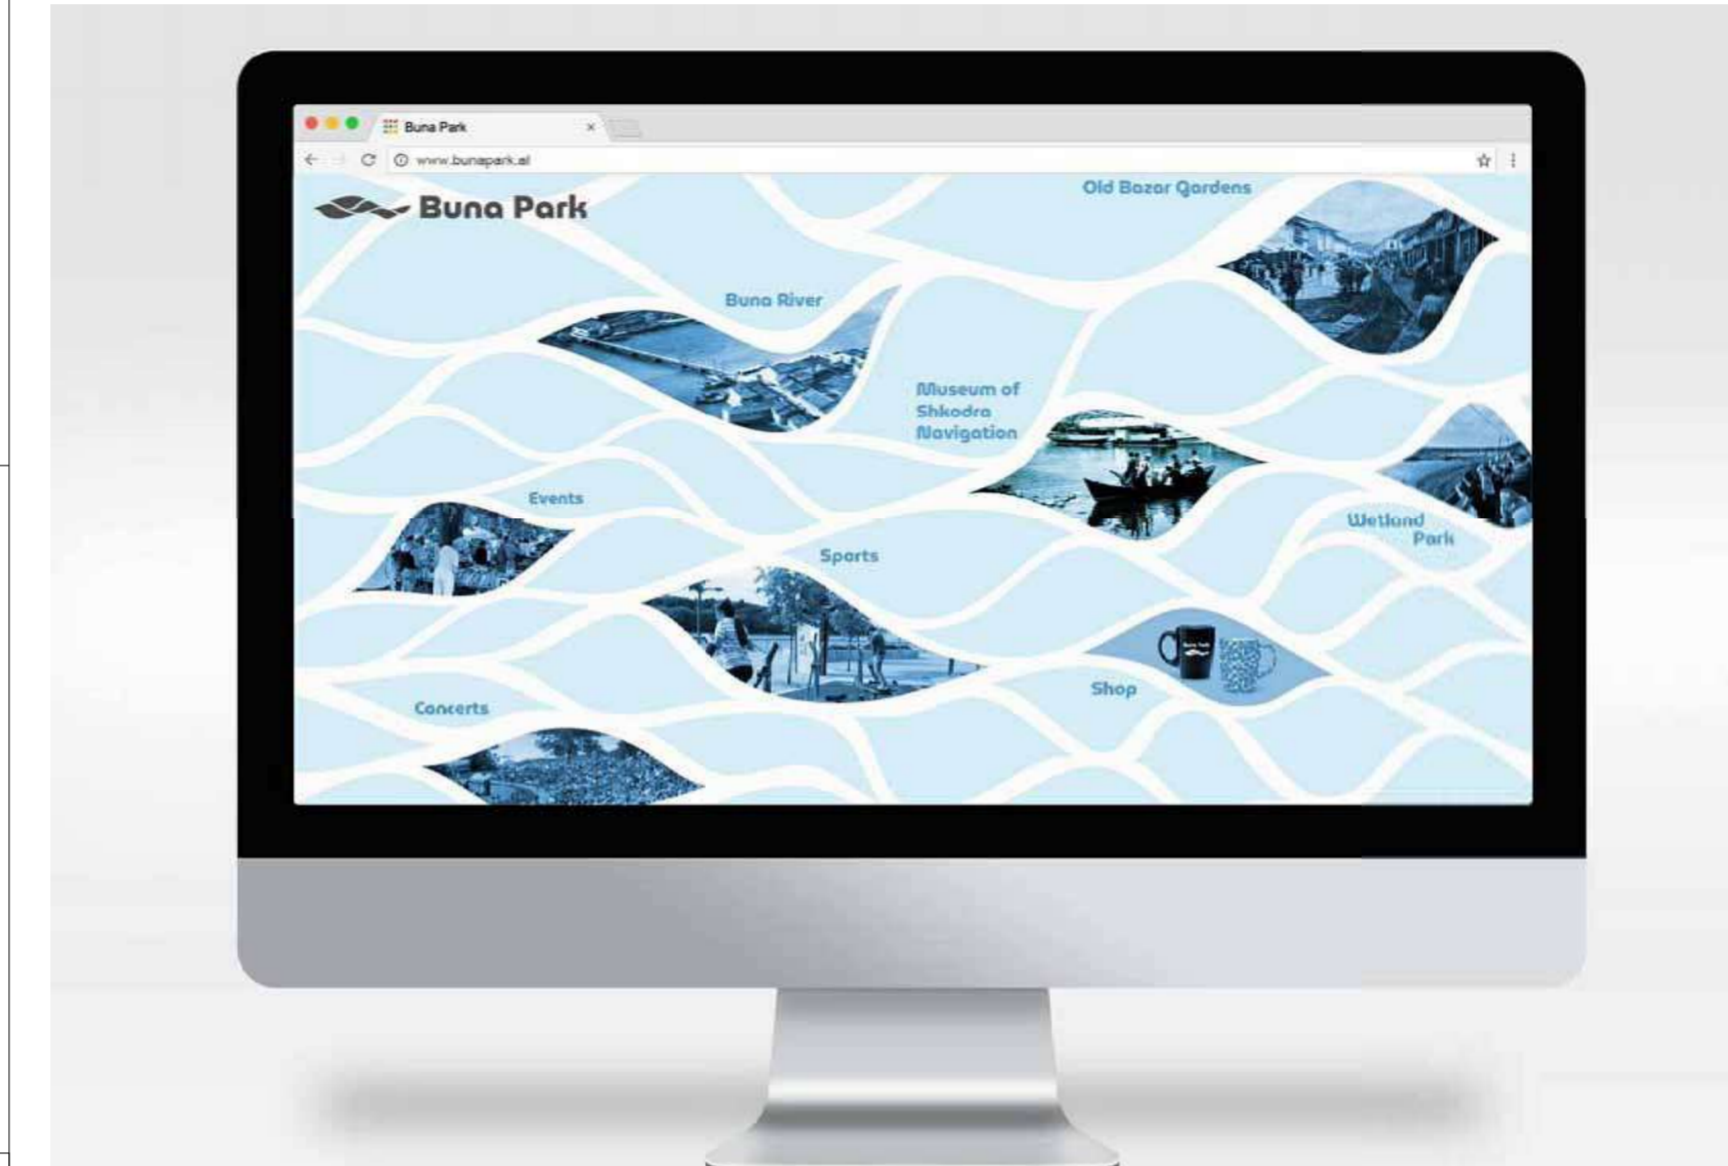 Buna Park
www.bunapark.al
Buna Park
Old Bazar Gardens
Buna River
Museum of
Shkodra
Navigation
Events
Wetland
Park
Sports
Shop
Concerts